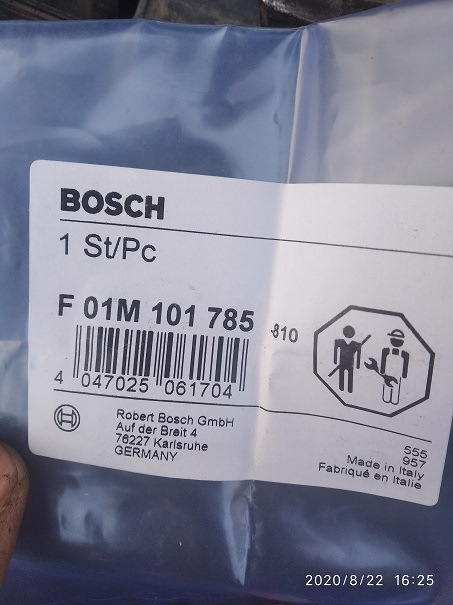 BOSCH
1 St/Pc
F 01M 101 785
-810
4 047025 061704
Robert Bosch GmbH
Auf der Breit 4
76227 Karlsruhe
GERMANY
555
957
Made in Italy
Fabriqué en Italie
2020/8/22 16:25